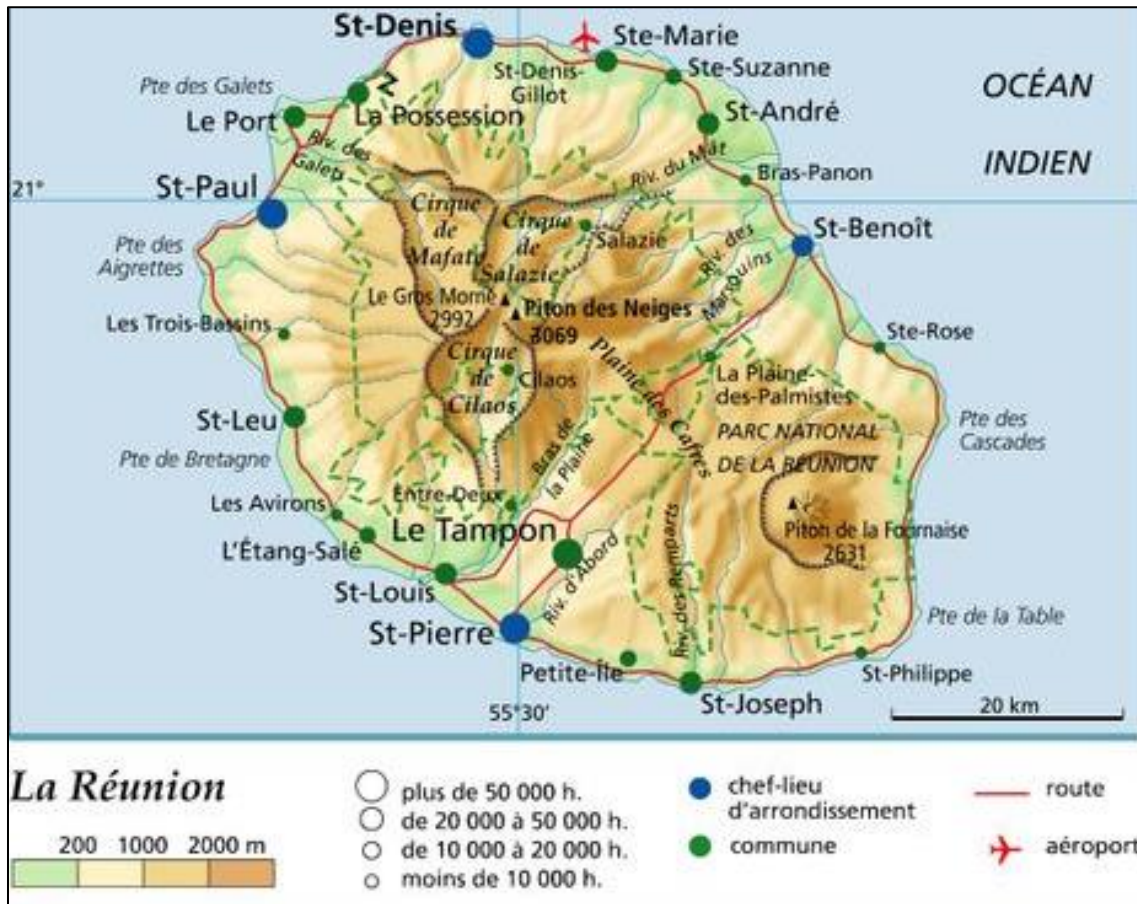 St-Denis
Ste-Marie
St-Denis-
Gillot
Ste-Suzanne
Pte des Galets
OCÉAN
INDIEN
Le Port
La Possession
St-André
Riv. des
Galets
Riv. du Mât
Bras-Panon
21°
St-Paul
Cirque
de
Mafate
Cirque
de
Salazie
Salazie
St-Benoît
Pte des
Aigrettes
Riv. des
Marsouins
Le Gros Morne
2992
Piton des Neiges
3069
Les Trois-Bassins
Ste-Rose
Cirque
de
Cilaos
Cilaos
Plaine des Cafres
La Plaine-
des-Palmistes
St-Leu
PARC NATIONAL
DE LA RÉUNION
Pte des
Cascades
Pte de Bretagne
Bras de
la Plaine
Les Avirons
Entre-Deux
Le Tampon
Piton de la Fournaise
2631
L'Étang-Salé
St-Louis
Riv. d'Abord
Riv. des Remparts
St-Pierre
Pte de la Table
Petite-Île
St-Philippe
St-Joseph
55°30'
20 km
La Réunion
200 1000 2000 m
plus de 50 000 h.
de 20 000 à 50 000 h.
de 10 000 à 20 000 h.
moins de 10 000 h.
chef-lieu
d'arrondissement
commune
route
aéroport